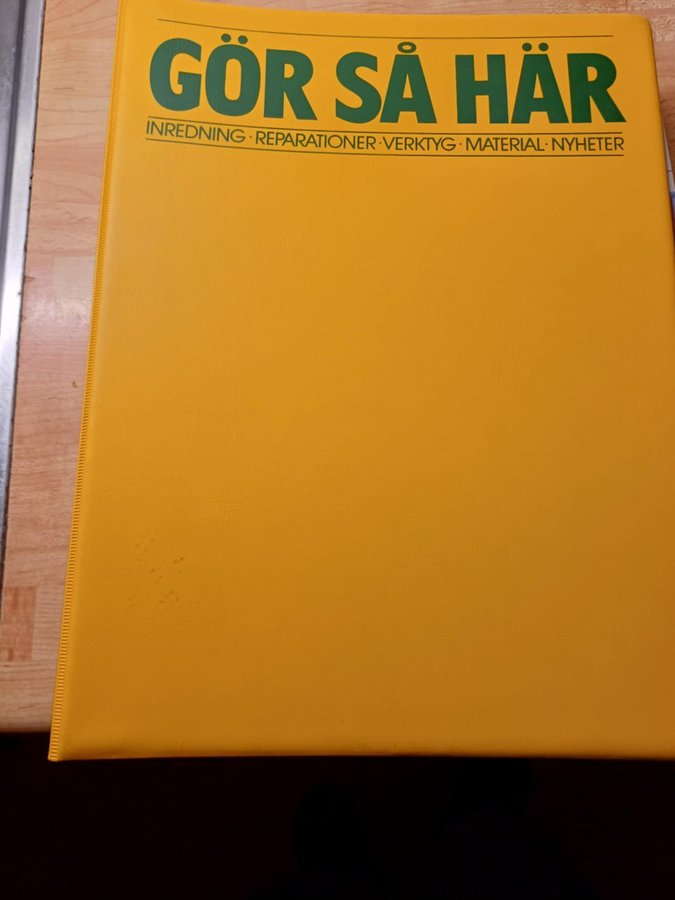 GÖR SÅ HÄR
INREDNING · REPARATIONER · VERKTYG · MATERIAL · NYHETER